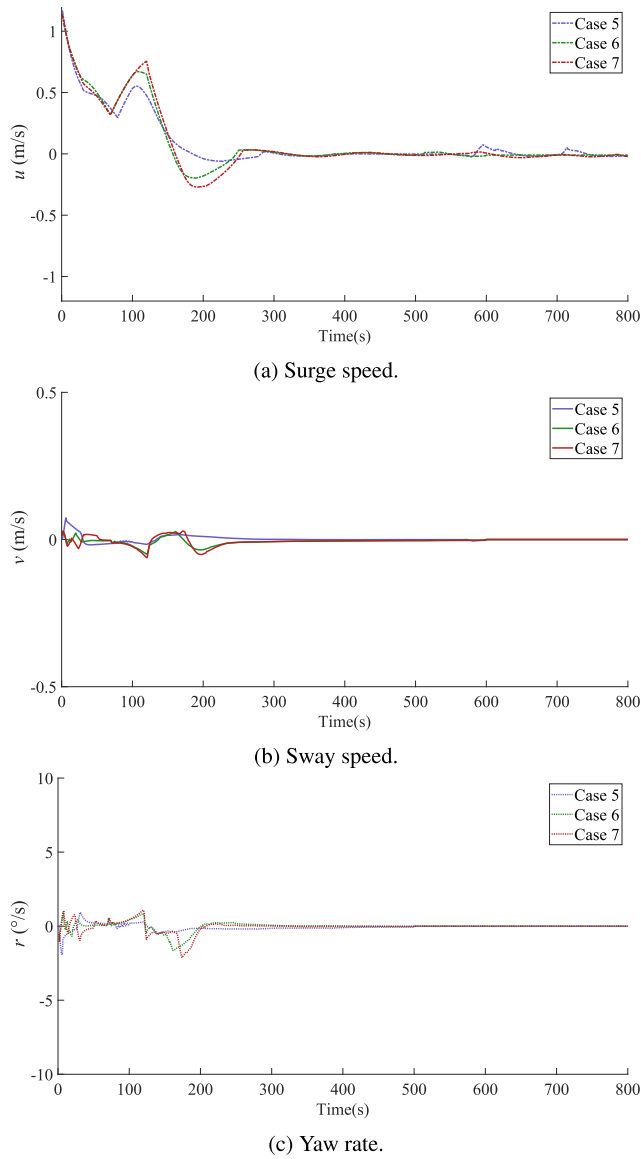 1
0.5
0
-0.5
-1
u (m/s)
Case 5
Case 6
Case 7
0 100 200 300 400 500 600 700 800
Time(s)
(a) Surge speed.
0.5
0
-0.5
v (m/s)
Case 5
Case 6
Case 7
0 100 200 300 400 500 600 700 800
Time(s)
(b) Sway speed.
10
5
0
-5
-10
r (°/s)
Case 5
Case 6
Case 7
0 100 200 300 400 500 600 700 800
Time(s)
(c) Yaw rate.